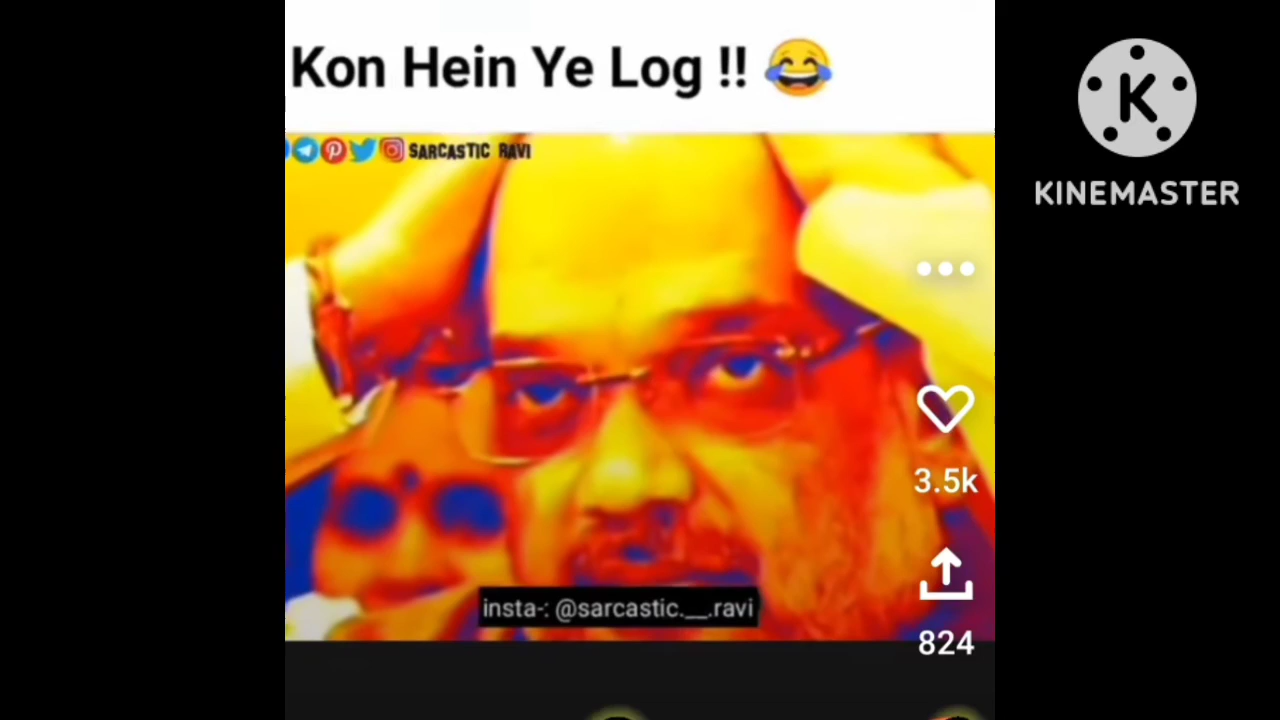 Kon Hein Ye Log !! 😂
KINEMASTER
SARCASTIC RAVI
3.5k
insta-: @sarcastic.__.ravi
824